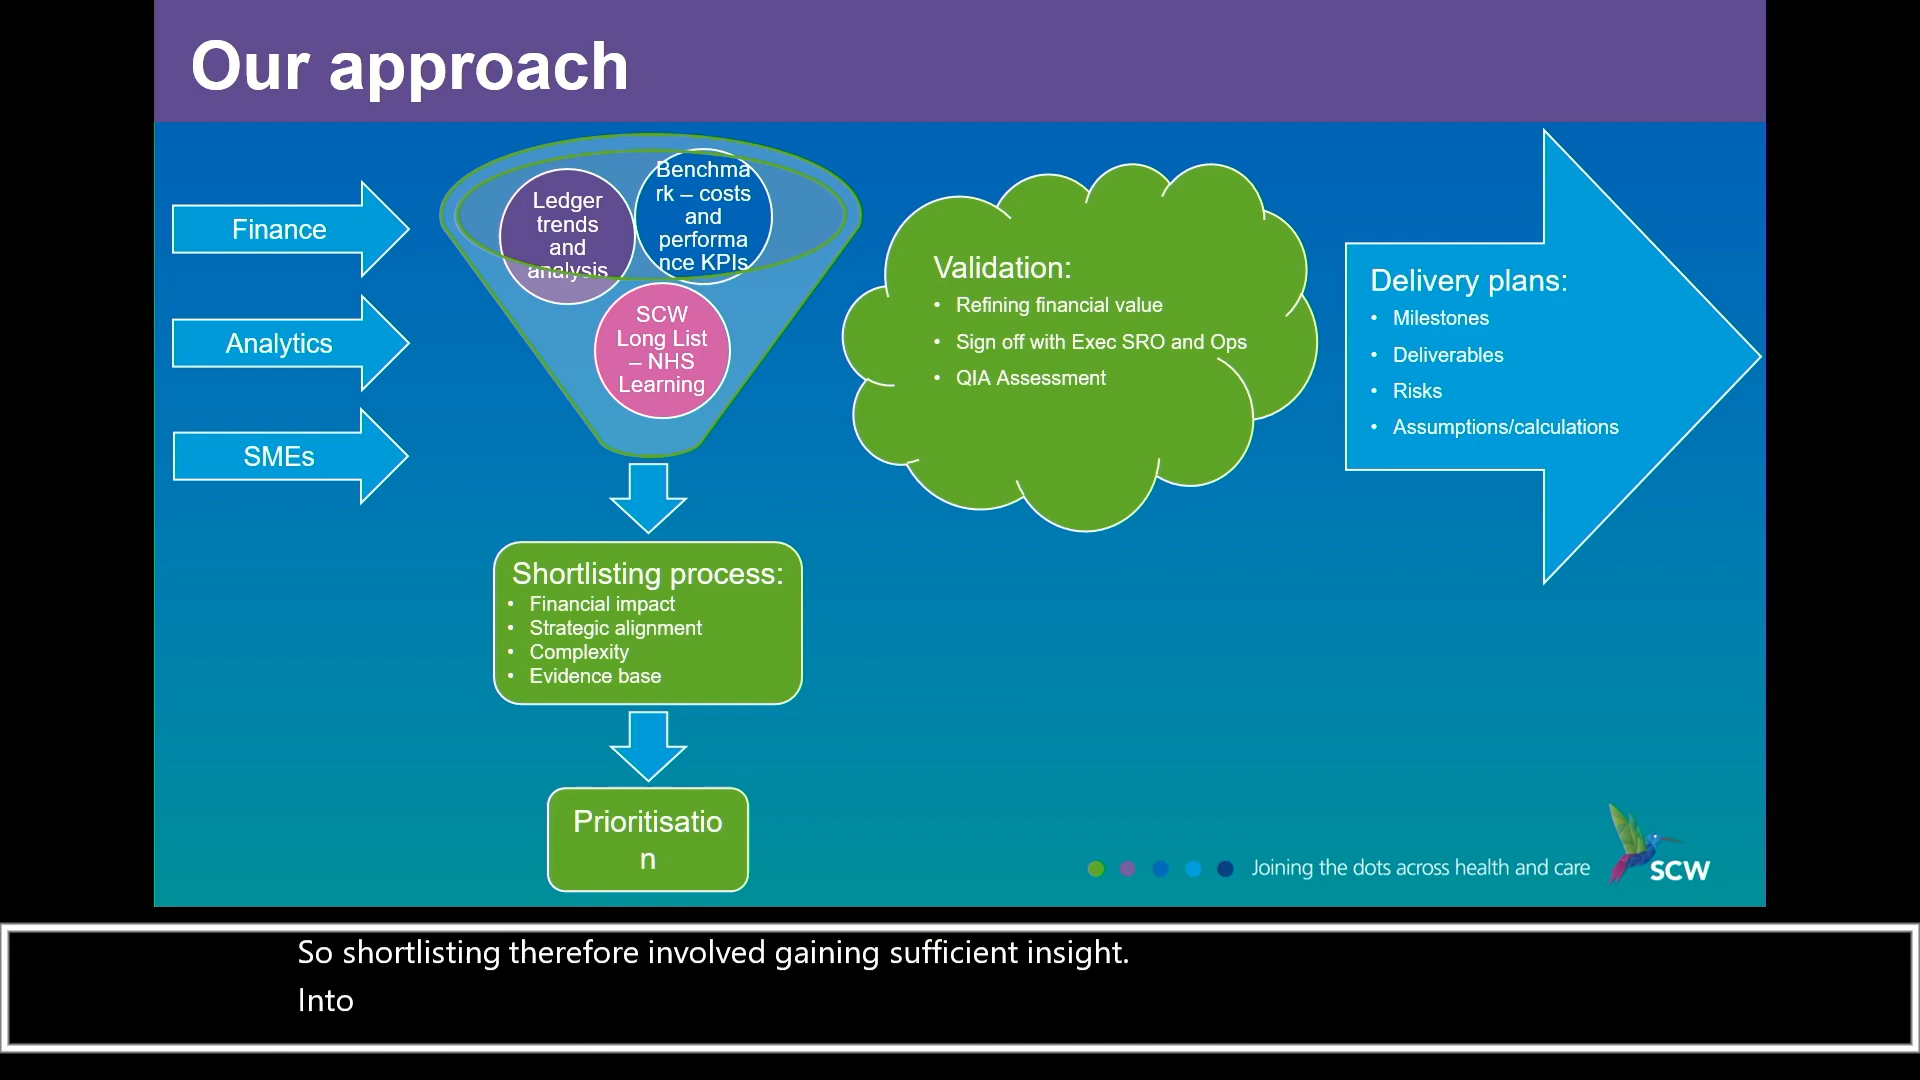 Our approach
Finance
Analytics
SMEs
Ledger
trends
and
analysis
Benchma
rk – costs
and
performa
nce KPIs
SCW
Long List
– NHS
Learning
Shortlisting process:
• Financial impact
• Strategic alignment
• Complexity
• Evidence base
Prioritisatio
n
Validation:
• Refining financial value
• Sign off with Exec SRO and Ops
• QIA Assessment
Delivery plans:
• Milestones
• Deliverables
• Risks
• Assumptions/calculations
Joining the dots across health and care
SCW
So shortlisting therefore involved gaining sufficient insight.
Into